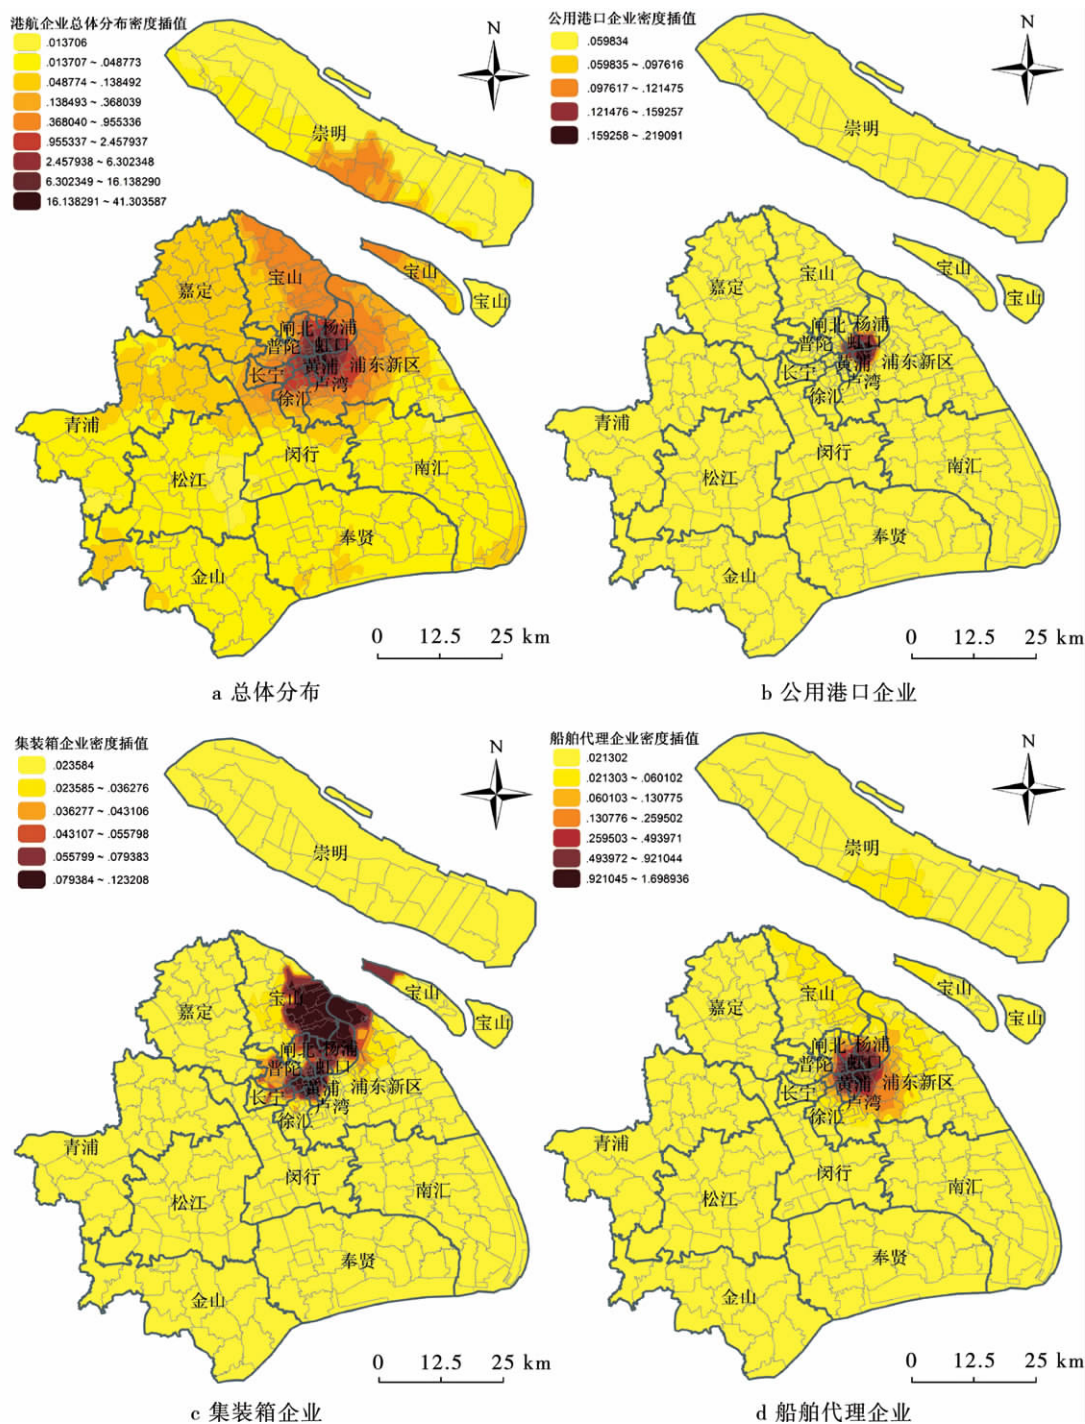 港航企业总体分布密度插值
.013706
.013707 ~ .048773
.048774 ~ .138492
.138493 ~ .368039
.368040 ~ .955336
.955337 ~ 2.457937
2.457938 ~ 6.302348
6.302349 ~ 16.138290
16.138291 ~ 41.303587
N
崇明
宝山
宝山
宝山
嘉定
闸北 杨浦
普陀 虹口
黄浦 浦东新区
长宁
卢湾
徐汇
青浦
闵行
松江
南汇
奉贤
金山
0 12.5 25 km
a 总体分布
公用港口企业密度插值
.059834
.059835 ~ .097616
.097617 ~ .121475
.121476 ~ .159257
.159258 ~ .219091
N
崇明
宝山
宝山
宝山
嘉定
闸北 杨浦
普陀 虹口
黄浦 浦东新区
长宁
卢湾
徐汇
青浦
闵行
松江
南汇
奉贤
金山
0 12.5 25 km
b 公用港口企业
集装箱企业密度插值
.023584
.023585 ~ .036276
.036277 ~ .043106
.043107 ~ .055798
.055799 ~ .079383
.079384 ~ .123208
N
崇明
宝山
宝山
宝山
嘉定
闸北 杨浦
普陀 虹口
黄浦 浦东新区
长宁
卢湾
徐汇
青浦
闵行
松江
南汇
奉贤
金山
0 12.5 25 km
c 集装箱企业
船舶代理企业密度插值
.021302
.021303 ~ .060102
.060103 ~ .130775
.130776 ~ .259502
.259503 ~ .493971
.493972 ~ .921044
.921045 ~ 1.698936
N
崇明
宝山
宝山
宝山
嘉定
闸北 杨浦
普陀 虹口
黄浦 浦东新区
长宁
卢湾
徐汇
青浦
闵行
松江
南汇
奉贤
金山
0 12.5 25 km
d 船舶代理企业